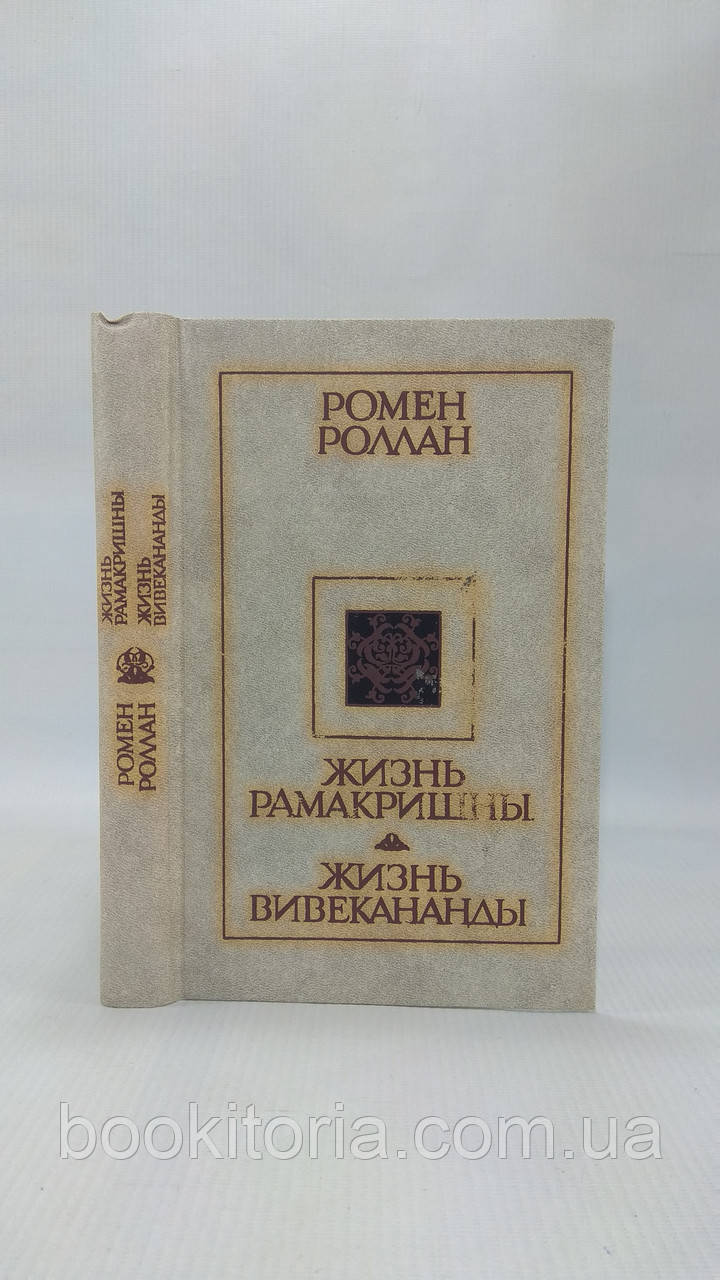 РОМЕН
РОЛЛАН
ЖИЗНЬ
РАМАКРИШНЫ
ЖИЗНЬ
ВИВЕКАНАНДЫ
РОМЕН
РОЛЛАН
ЖИЗНЬ
РАМАКРИШНЫ
ЖИЗНЬ
ВИВЕКАНАНДЫ
bookitoria.com.ua